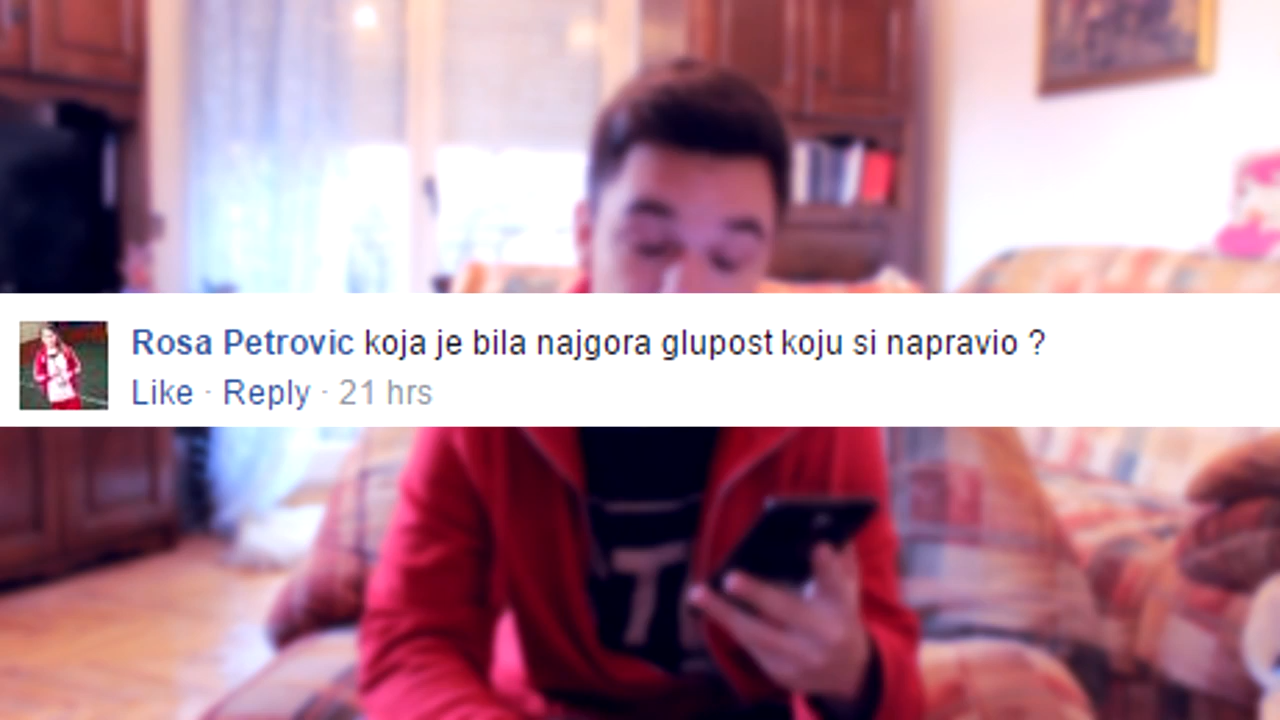 Rosa Petrovic koja je bila najgora glupost koju si napravio ?
Like · Reply · 21 hrs